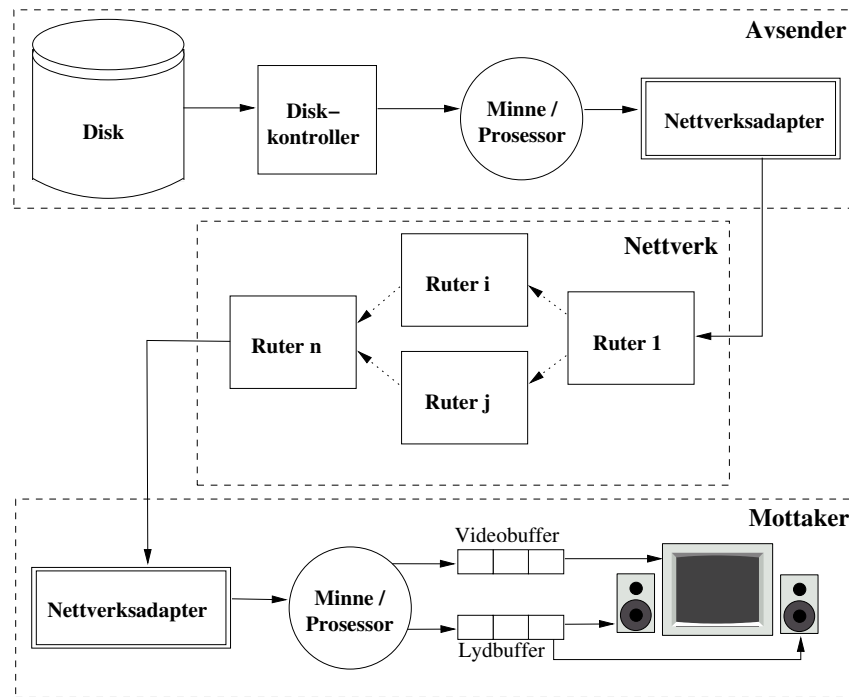 Avsender
Disk
Disk–
kontroller
Minne /
Prosessor
Nettverksadapter
Nettverk
Ruter i
Ruter n
Ruter 1
Ruter j
Mottaker
Videobuffer
Nettverksadapter
Minne /
Prosessor
Lydbuffer